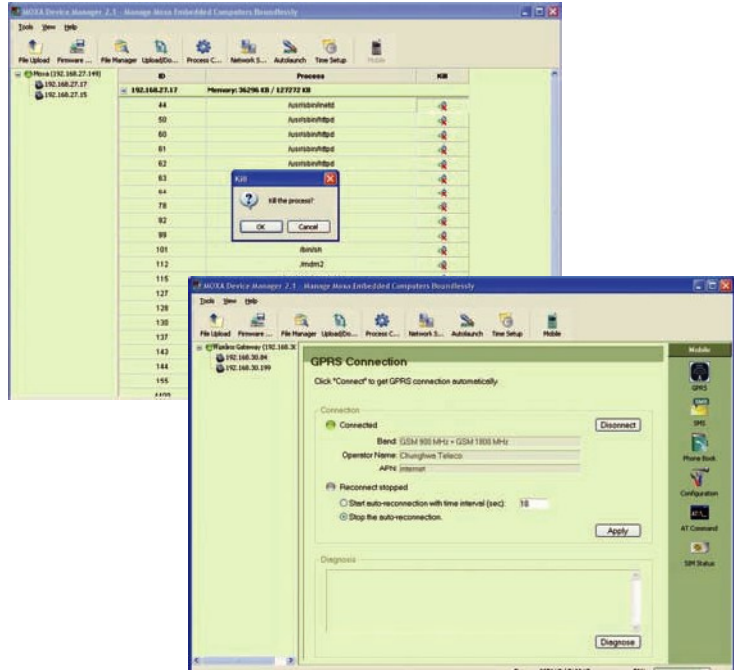 MOXA Device Manager 2.1 - Manage Moxa Embedded Computers Boundlessly
Tools View Help
File Upload Firmware ... File Manager Upload/Do... Process C... Network S... Autolaunch Time Setup Mobile
Moxa (192.168.27.149)
192.168.27.17
192.168.27.15
ID Process Kill
192.168.27.17 Memory: 36296 KB / 127272 KB
44 /usr/sbin/inetd
50 /usr/sbin/httpd
60 /usr/sbin/httpd
61 /usr/sbin/httpd
62 /usr/sbin/httpd
63
64
78
92
99
101 /bin/sh
112 ./mdm2
115
127
128
130
137
143
144
155
Kill
Kill the process?
OK Cancel
MOXA Device Manager 2.1 - Manage Moxa Embedded Computers Boundlessly
Tools View Help
File Upload Firmware ... File Manager Upload/Do... Process C... Network S... Autolaunch Time Setup Mobile
Wireless Gateway (192.168.3
192.168.30.84
192.168.30.199
GPRS Connection
Click "Connect" to get GPRS connection automatically.
Connection
Connected Disonnect
Band GSM 900 MHz + GSM 1800 MHz
Operator Name: Chunghwa Teleco
APN: internet
Reconnect stopped
Start auto-reconnection with time interval (sec): 10
Stop the auto-reconnection.
Apply
Diagnosis
Diagnose
Mobile
GPRS
SMS
Phone Book
Configuration
AT Command
SIM Status